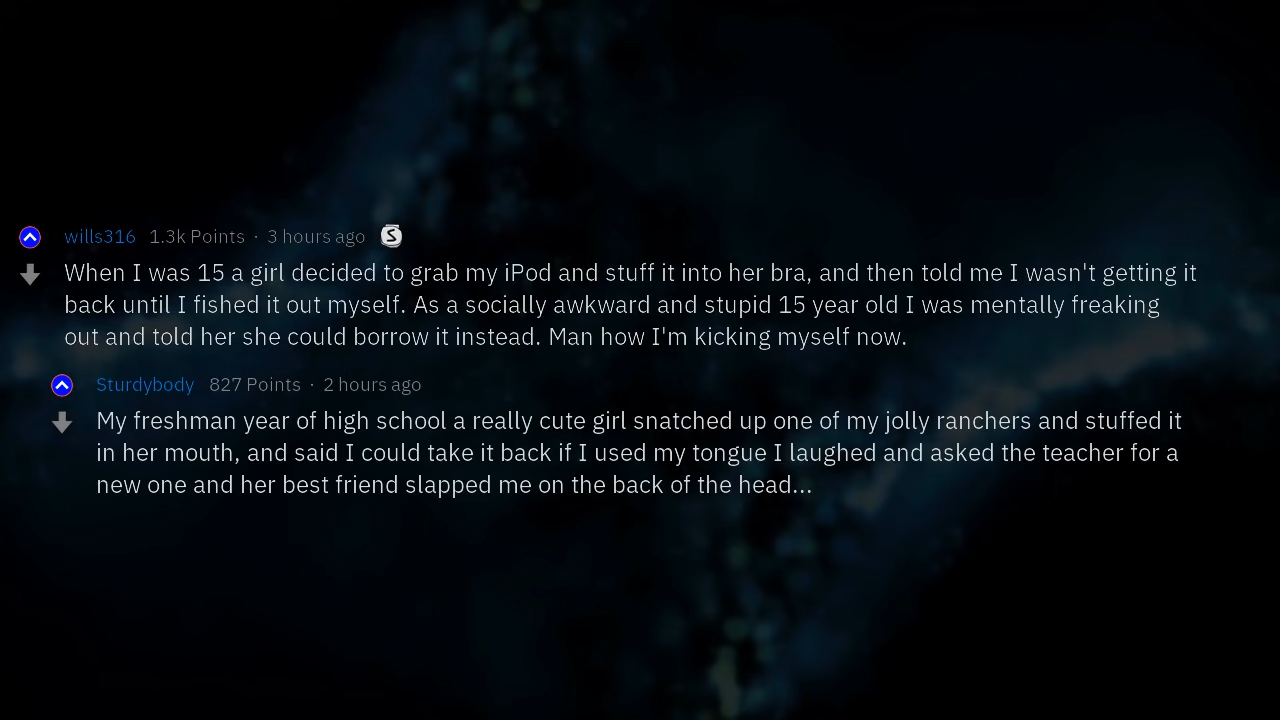 wills316 1.3k Points · 3 hours ago S
When I was 15 a girl decided to grab my iPod and stuff it into her bra, and then told me I wasn't getting it
back until I fished it out myself. As a socially awkward and stupid 15 year old I was mentally freaking
out and told her she could borrow it instead. Man how I'm kicking myself now.
Sturdybody 827 Points · 2 hours ago
My freshman year of high school a really cute girl snatched up one of my jolly ranchers and stuffed it
in her mouth, and said I could take it back if I used my tongue I laughed and asked the teacher for a
new one and her best friend slapped me on the back of the head...